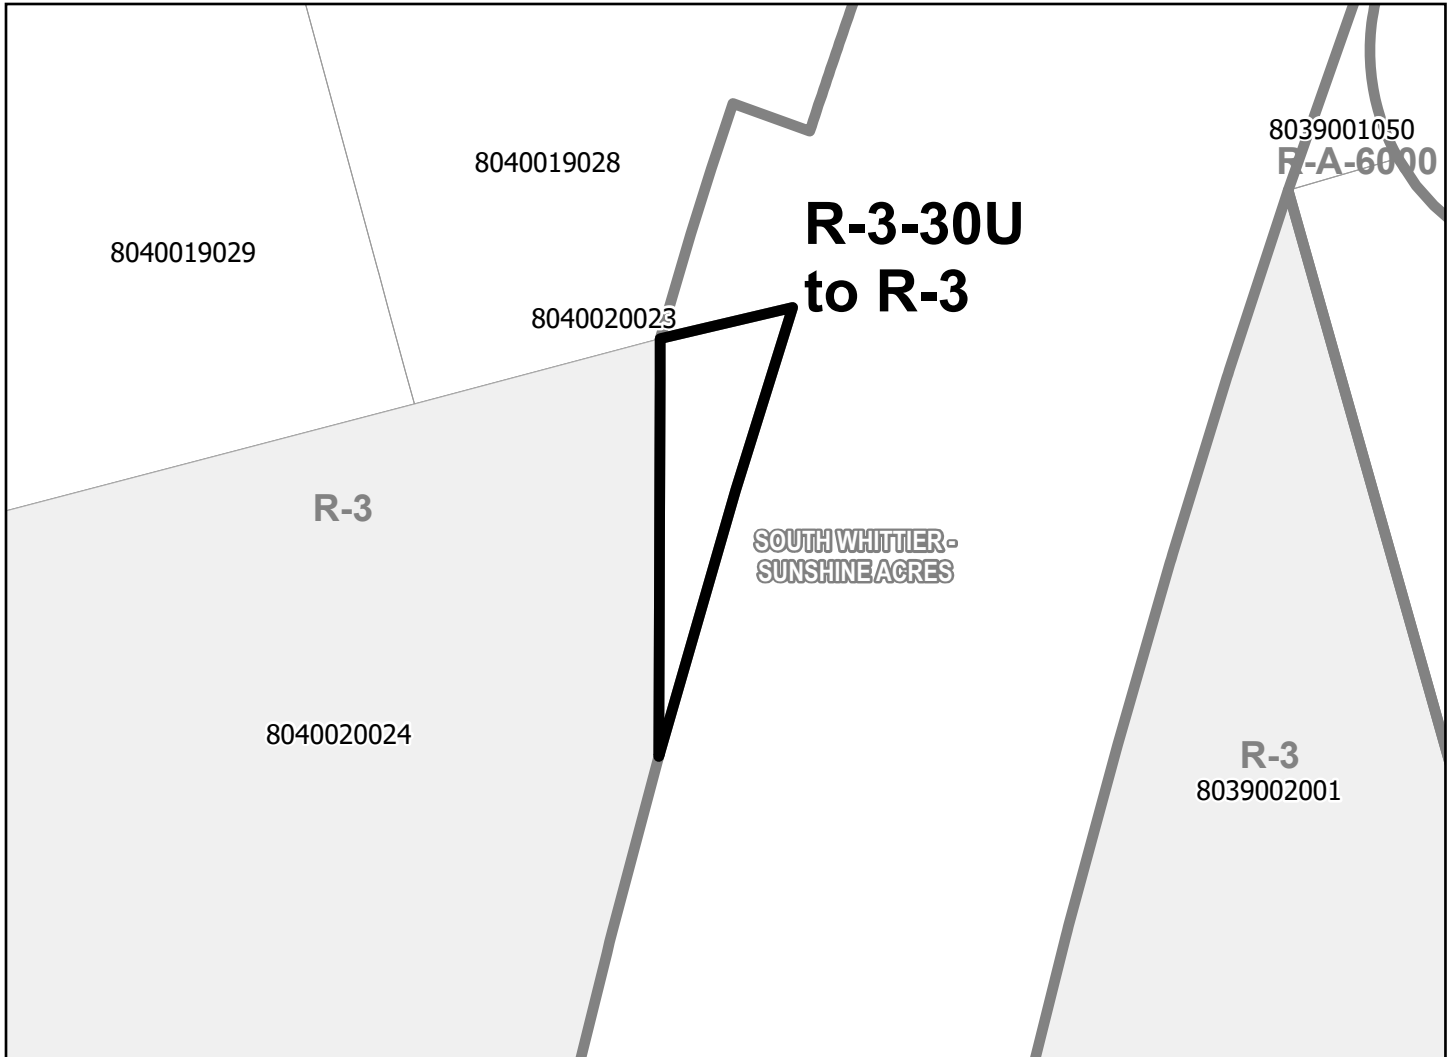 8039001050
R-A-6000
8040019028
8040019029
R-3-30U
to R-3
8040020023
R-3
SOUTH WHITTIER -
SUNSHINE ACRES
8040020024
R-3
8039002001